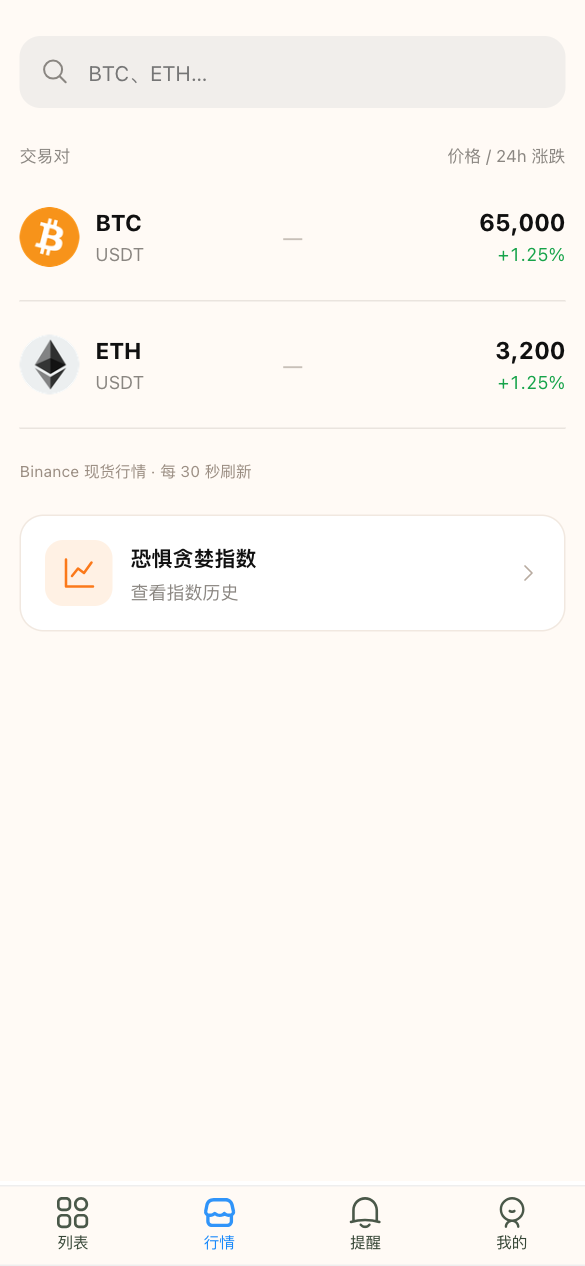 BTC、ETH...
交易对 价格 / 24h 涨跌
BTC 65,000
USDT — +1.25%
ETH 3,200
USDT — +1.25%
Binance 现货行情 · 每 30 秒刷新
恐惧贪婪指数
查看指数历史
列表 行情 提醒 我的